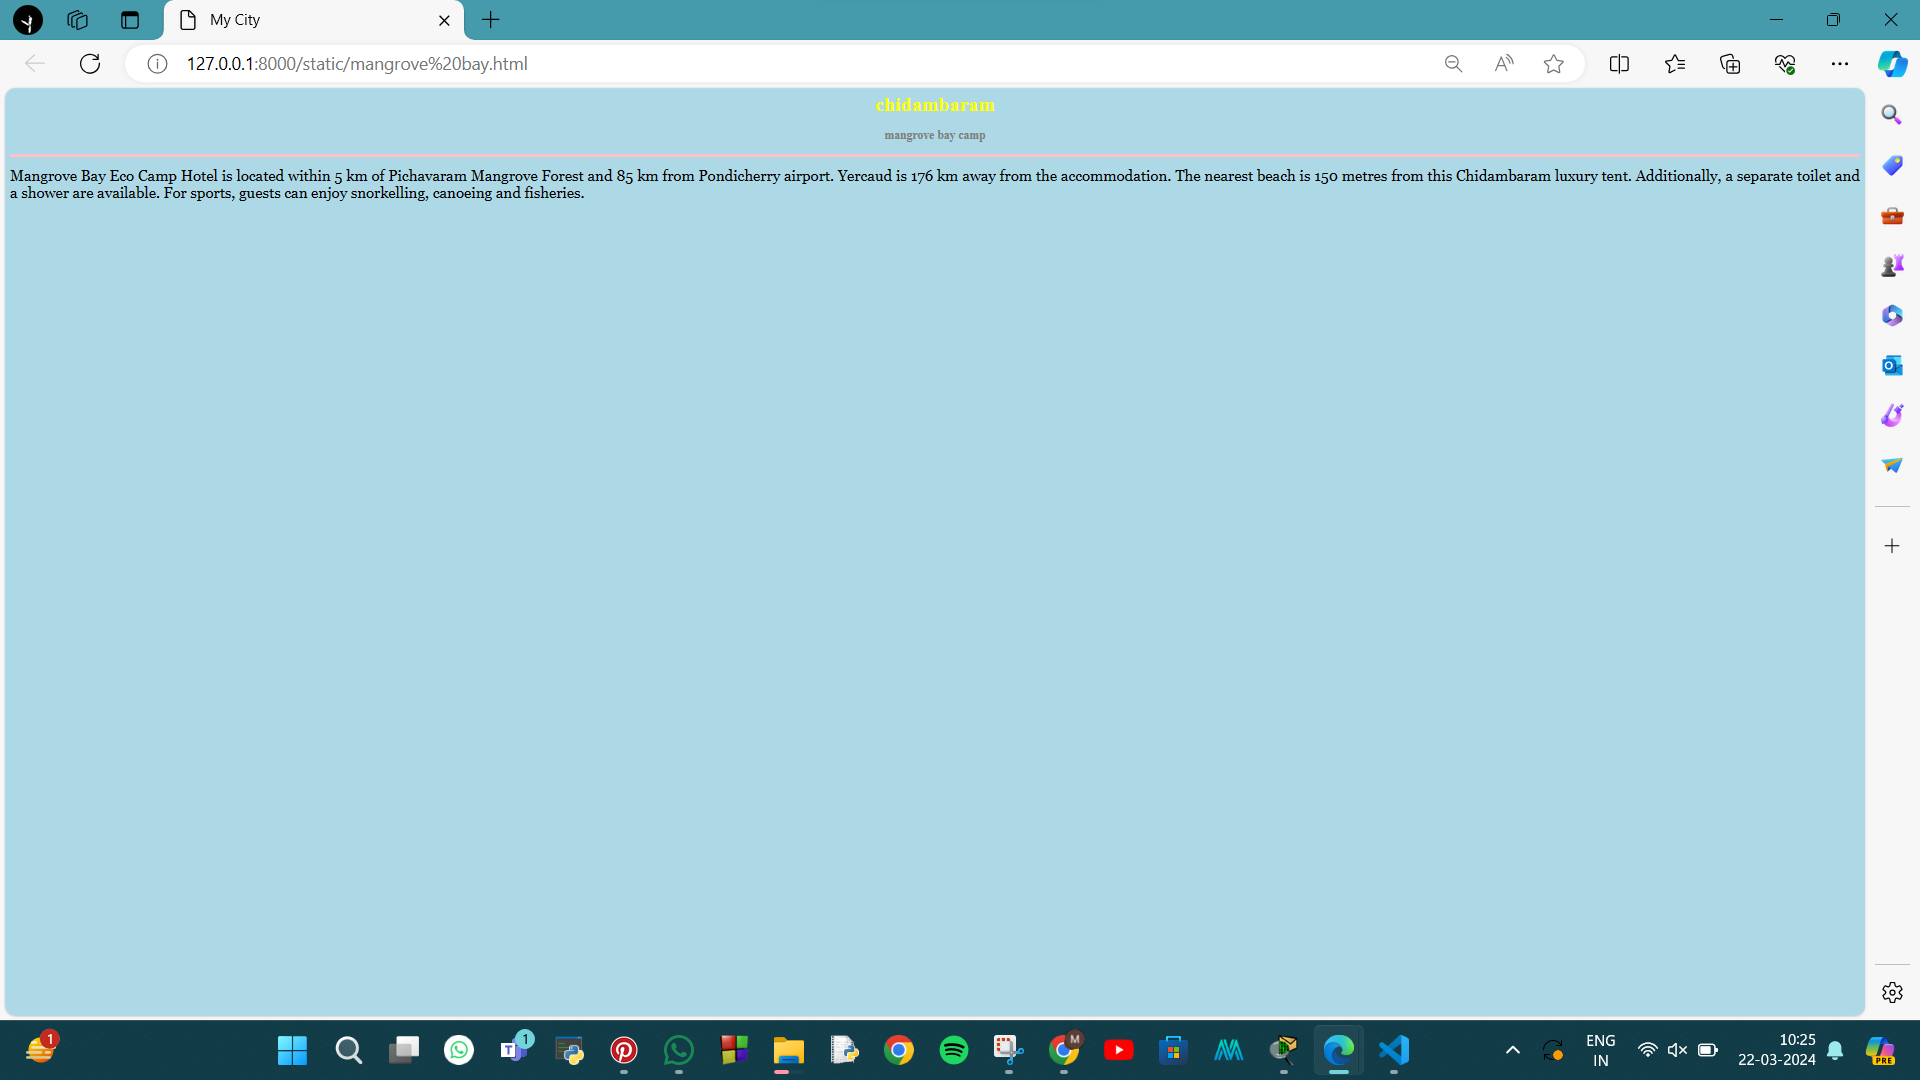 My City
127.0.0.1:8000/static/mangrove%20bay.html
chidambaram
mangrove bay camp
Mangrove Bay Eco Camp Hotel is located within 5 km of Pichavaram Mangrove Forest and 85 km from Pondicherry airport. Yercaud is 176 km away from the accommodation. The nearest beach is 150 metres from this Chidambaram luxury tent. Additionally, a separate toilet and
a shower are available. For sports, guests can enjoy snorkelling, canoeing and fisheries.
1
1
M
ENG
IN
10:25
22-03-2024
PRE